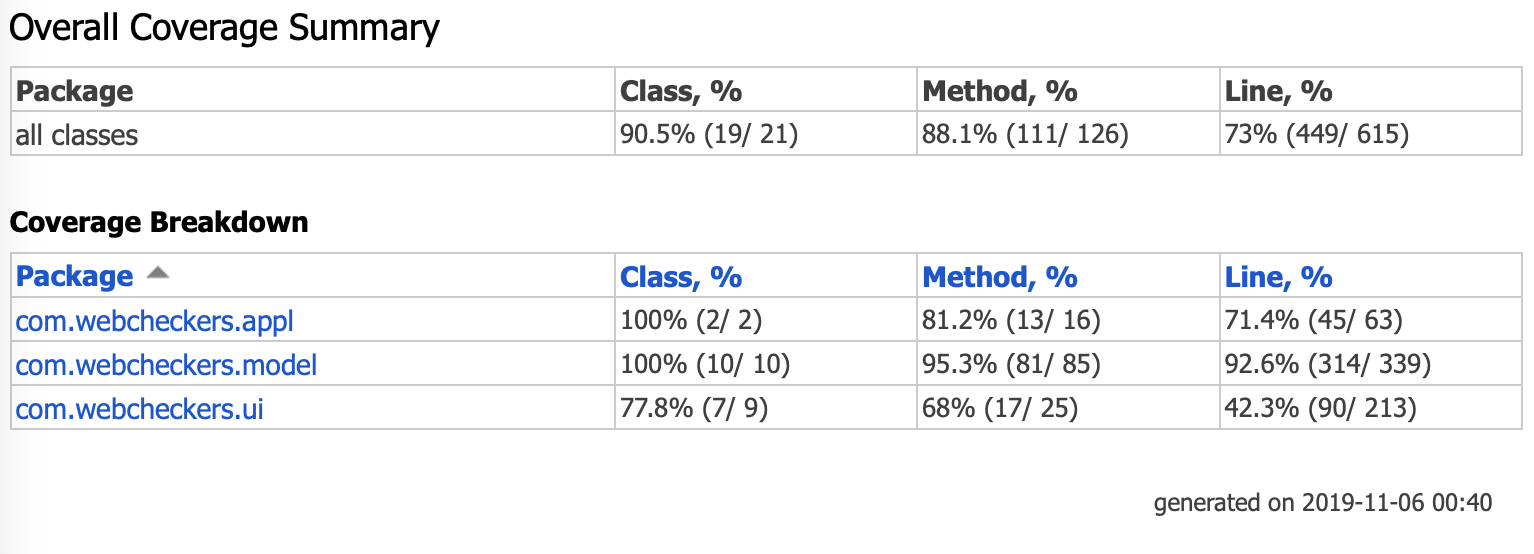 Overall Coverage Summary
Package Class, % Method, % Line, %
all classes 90.5% (19/ 21) 88.1% (111/ 126) 73% (449/ 615)
Coverage Breakdown
Package Class, % Method, % Line, %
com.webcheckers.appl 100% (2/ 2) 81.2% (13/ 16) 71.4% (45/ 63)
com.webcheckers.model 100% (10/ 10) 95.3% (81/ 85) 92.6% (314/ 339)
com.webcheckers.ui 77.8% (7/ 9) 68% (17/ 25) 42.3% (90/ 213)
generated on 2019-11-06 00:40